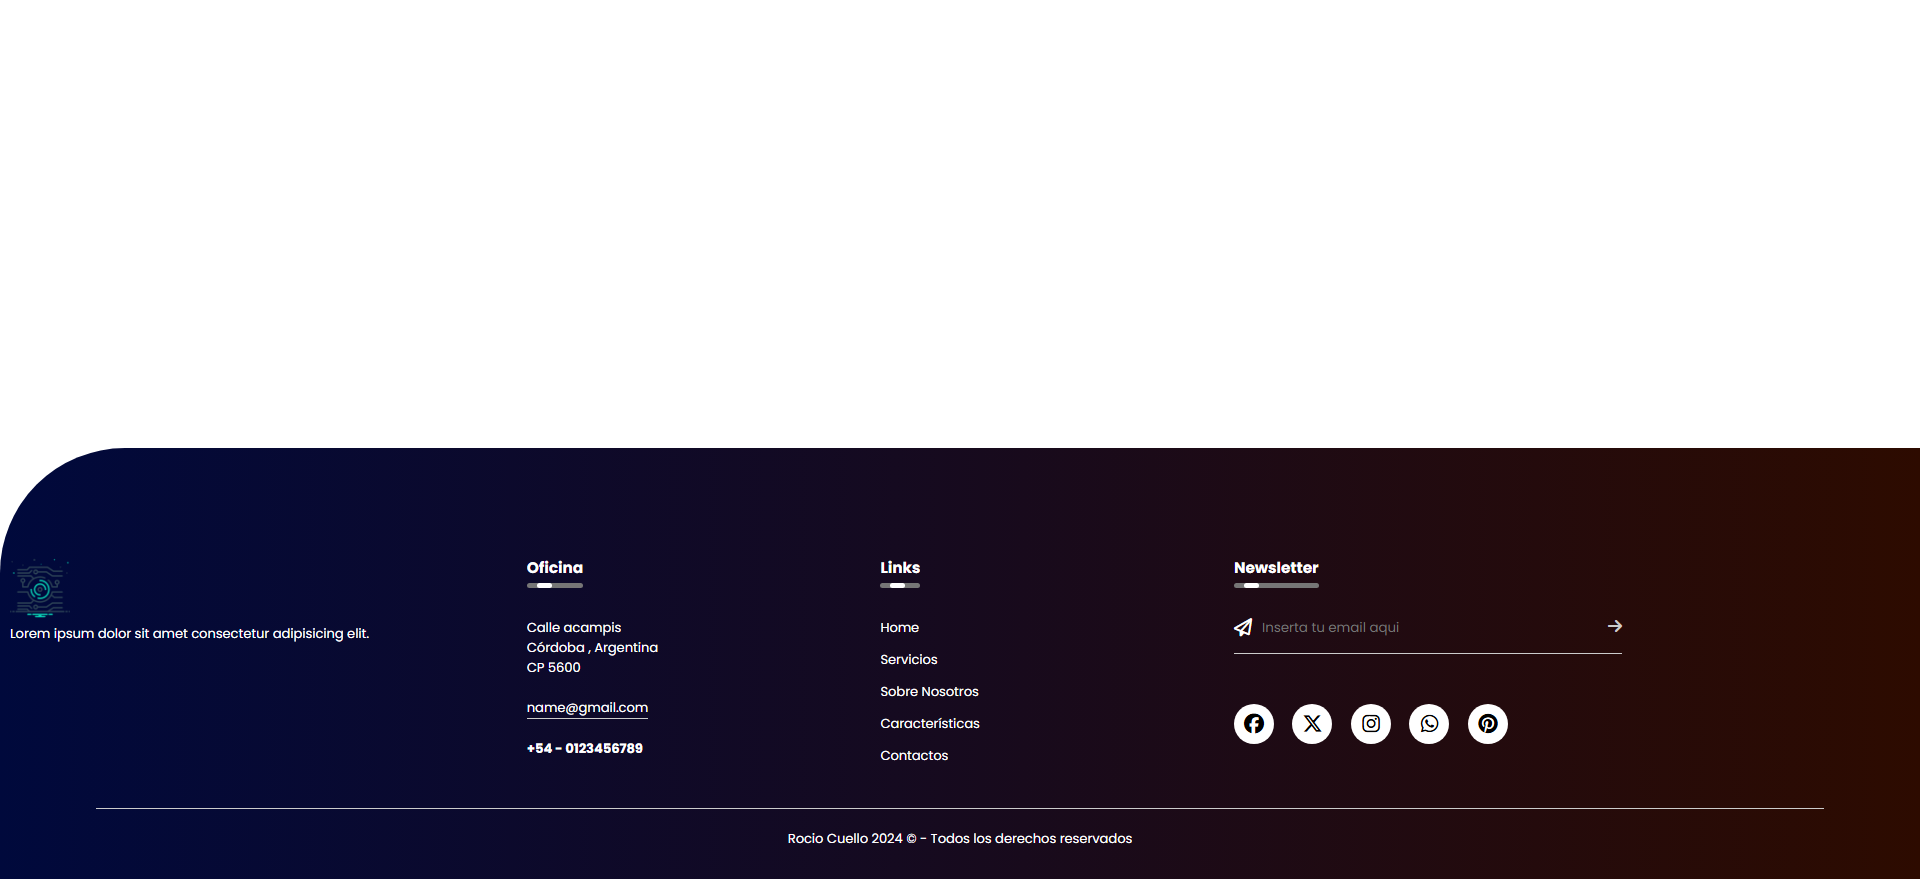 Lorem ipsum dolor sit amet consectetur adipisicing elit.
Oficina
Calle acampis
Córdoba , Argentina
CP 5600
name@gmail.com
+54 - 0123456789
Links
Home
Servicios
Sobre Nosotros
Características
Contactos
Newsletter
Inserta tu email aqui
Rocio Cuello 2024 © - Todos los derechos reservados